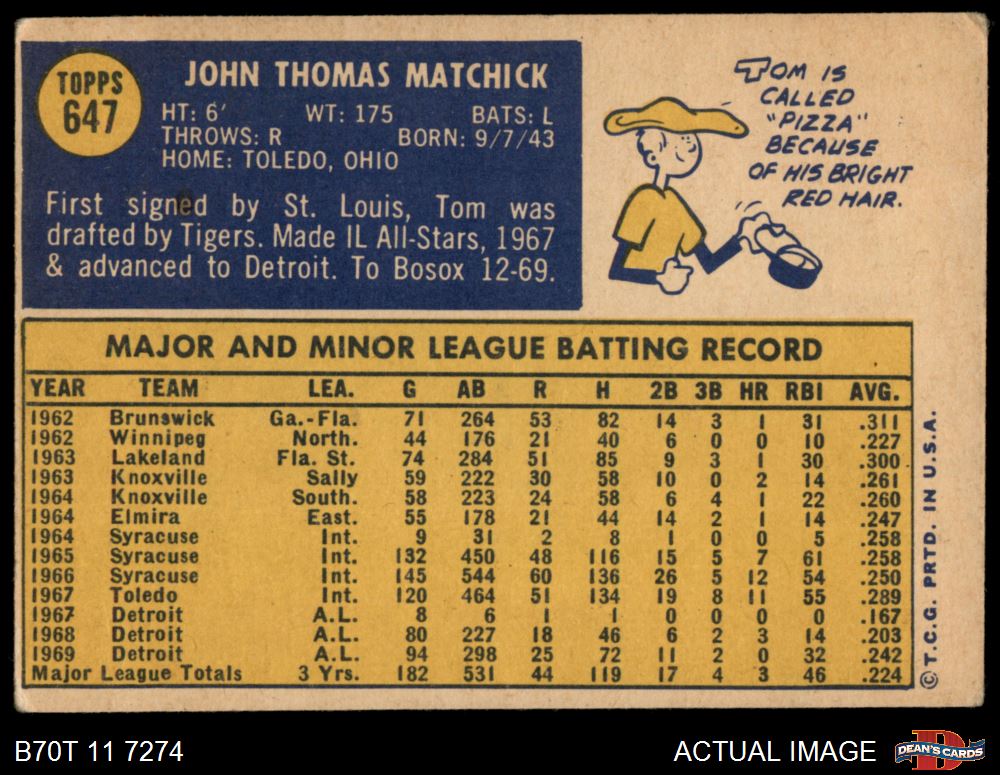 TOPPS
647
JOHN THOMAS MATCHICK
HT: 6' WT: 175 BATS: L
THROWS: R BORN: 9/7/43
HOME: TOLEDO, OHIO
First signed by St. Louis, Tom was
drafted by Tigers. Made IL All-Stars, 1967
& advanced to Detroit. To Bosox 12-69.
TOM IS
CALLED
"PIZZA"
BECAUSE
OF HIS BRIGHT
RED HAIR.
MAJOR AND MINOR LEAGUE BATTING RECORD
YEAR TEAM LEA. G AB R H 2B 3B HR RBI AVG.
1962 Brunswick Ga.-Fla. 71 264 53 82 14 3 1 31 .311
1962 Winnipeg North. 44 176 21 40 6 0 0 10 .227
1963 Lakeland Fla. St. 74 284 51 85 9 3 1 30 .300
1963 Knoxville Sally 59 222 30 58 10 0 2 14 .261
1964 Knoxville South. 58 223 24 58 6 4 1 22 .260
1964 Elmira East. 55 178 21 44 14 2 1 14 .247
1964 Syracuse Int. 9 31 2 8 1 0 0 5 .258
1965 Syracuse Int. 132 450 48 116 15 5 7 61 .258
1966 Syracuse Int. 145 544 60 136 26 5 12 54 .250
1967 Toledo Int. 120 464 51 134 19 8 11 55 .289
1967 Detroit A.L. 8 6 1 1 0 0 0 0 .167
1968 Detroit A.L. 80 227 18 46 6 2 3 14 .203
1969 Detroit A.L. 94 298 25 72 11 2 0 32 .242
Major League Totals 3 Yrs. 182 531 44 119 17 4 3 46 .224
© T.C.G. PRTD. IN U.S.A.
B70T 11 7274
ACTUAL IMAGE
DEAN'S CARDS